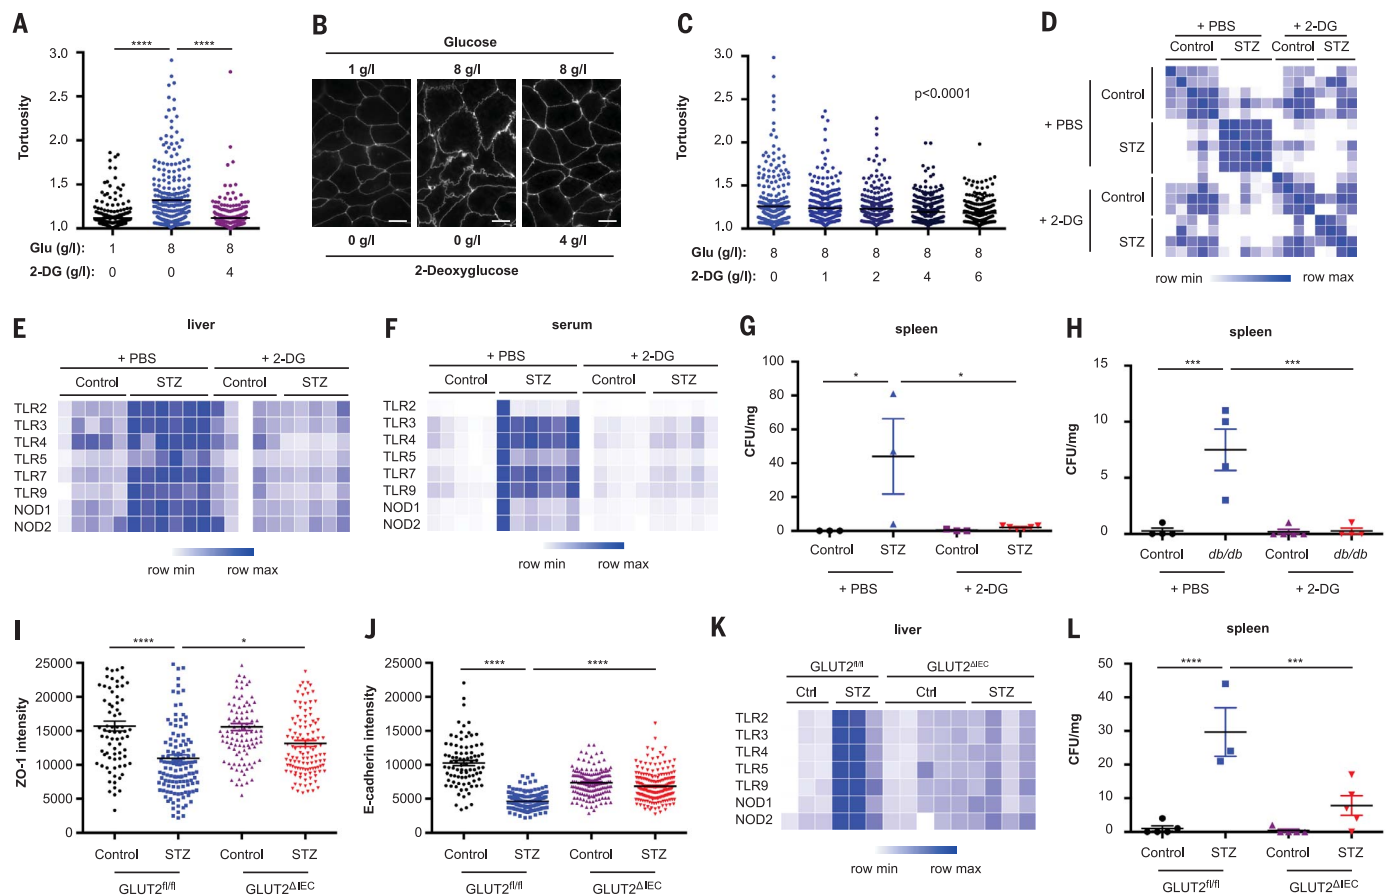 A
3.0
2.5
2.0
1.5
1.0
Tortuosity
**** ****
Glu (g/l): 1 8 8
2-DG (g/l): 0 0 4
B
Glucose
1 g/l 8 g/l 8 g/l
0 g/l 0 g/l 4 g/l
2-Deoxyglucose
C
3.0
2.5
2.0
1.5
1.0
Tortuosity
p<0.0001
Glu (g/l): 8 8 8 8 8
2-DG (g/l): 0 1 2 4 6
D
+ PBS + 2-DG
Control STZ Control STZ
+ PBS
Control
STZ
+ 2-DG
Control
STZ
row min row max
E
liver
+ PBS + 2-DG
Control STZ Control STZ
TLR2
TLR3
TLR4
TLR5
TLR7
TLR9
NOD1
NOD2
row min row max
F
serum
+ PBS + 2-DG
Control STZ Control STZ
TLR2
TLR3
TLR4
TLR5
TLR7
TLR9
NOD1
NOD2
row min row max
G
spleen
100
80
60
40
20
0
CFU/mg
* *
Control STZ Control STZ
+ PBS + 2-DG
H
spleen
15
10
5
0
CFU/mg
*** ***
Control db/db Control db/db
+ PBS + 2-DG
I
25000
20000
15000
10000
5000
0
ZO-1 intensity
**** *
Control STZ Control STZ
GLUT2fl/fl GLUT2ΔIEC
J
25000
20000
15000
10000
5000
0
E-cadherin intensity
**** ****
Control STZ Control STZ
GLUT2fl/fl GLUT2ΔIEC
K
liver
GLUT2fl/fl GLUT2ΔIEC
Ctrl STZ Ctrl STZ
TLR2
TLR3
TLR4
TLR5
TLR9
NOD1
NOD2
row min row max
L
spleen
50
40
30
20
10
0
CFU/mg
**** ***
Control STZ Control STZ
GLUT2fl/fl GLUT2ΔIEC